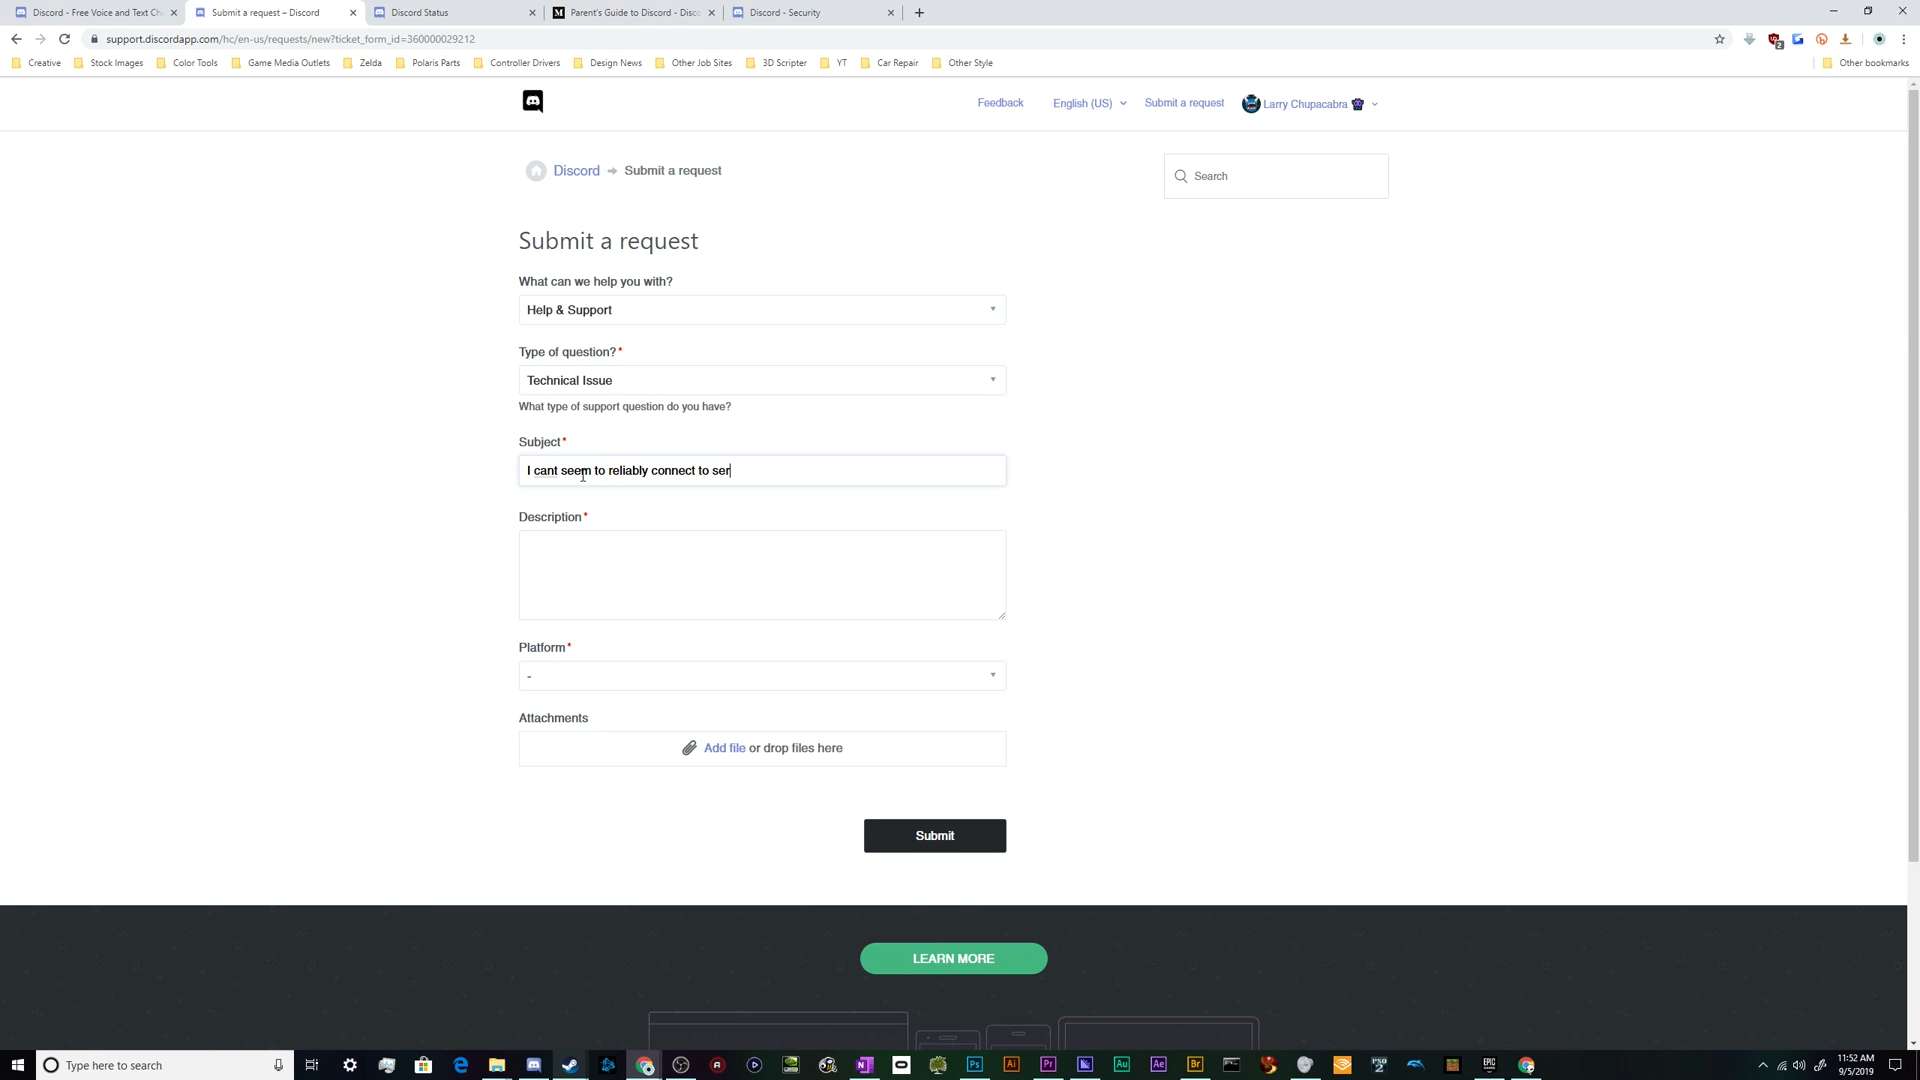 Discord - Free Voice and Text Ch
Submit a request – Discord
Discord Status
Parent's Guide to Discord - Disco
Discord - Security
support.discordapp.com/hc/en-us/requests/new?ticket_form_id=360000029212
Creative
Stock Images
Color Tools
Game Media Outlets
Zelda
Polaris Parts
Controller Drivers
Design News
Other Job Sites
3D Scripter
YT
Car Repair
Other Style
Other bookmarks
Feedback
English (US)
Submit a request
Larry Chupacabra
Discord
Submit a request
Search
Submit a request
What can we help you with?
Help & Support
Type of question?*
Technical Issue
What type of support question do you have?
Subject*
I cant seem to reliably connect to ser
Description*
Platform*
-
Attachments
Add file or drop files here
Submit
LEARN MORE
Type here to search
11:52 AM
9/5/2019